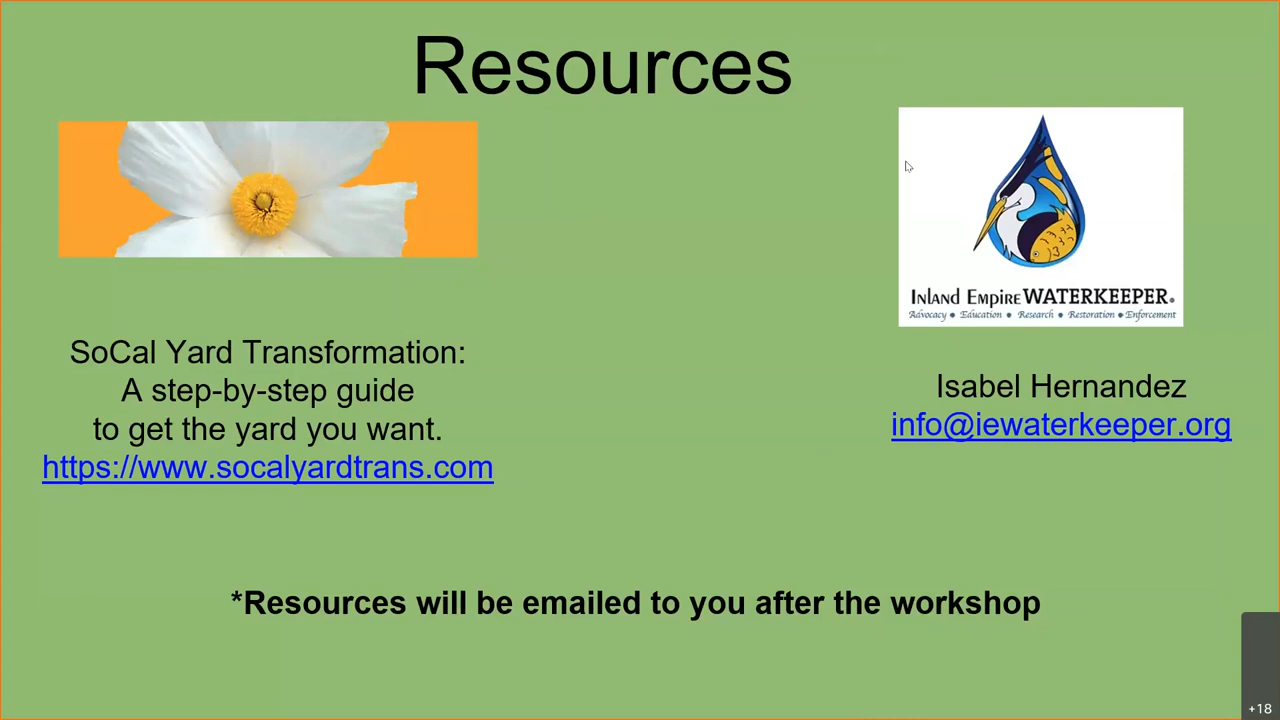 Resources
SoCal Yard Transformation:
A step-by-step guide
to get the yard you want.
https://www.socalyardtrans.com
Inland Empire WATERKEEPER®
Advocacy • Education • Research • Restoration • Enforcement
Isabel Hernandez
info@iewaterkeeper.org
*Resources will be emailed to you after the workshop
+18